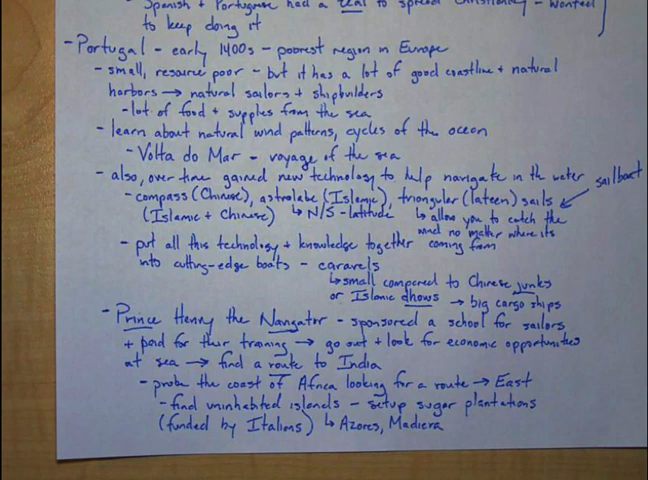 Spanish + Portuguese had a zeal to spread Christianity - wanted
to keep doing it
- Portugal - early 1400s - poorest region in Europe
- small, resource poor - but it has a lot of good coastline + natural
harbors → natural sailors + shipbuilders
- lot of food + supplies from the sea
- learn about natural wind patterns, cycles of the ocean
- Volta do Mar - voyage of the sea
- also, over time gained new technology to help navigate in the water
sailboat
- compass (Chinese), astrolabe (Islamic), triangular (lateen) sails
(Islamic + Chinese) ↳ N/S - latitude ↳ allow you to catch the
wind no matter where its
coming from
- put all this technology + knowledge together
into cutting-edge boats - caravels
↳ small compared to Chinese junks
or Islamic dhows → big cargo ships
- Prince Henry the Navigator - sponsored a school for sailors
+ paid for their training → go out + look for economic opportunities
at sea → find a route to India
- probe the coast of Africa looking for a route → East
- find uninhabited islands - setup sugar plantations
(funded by Italians) ↳ Azores, Madiera